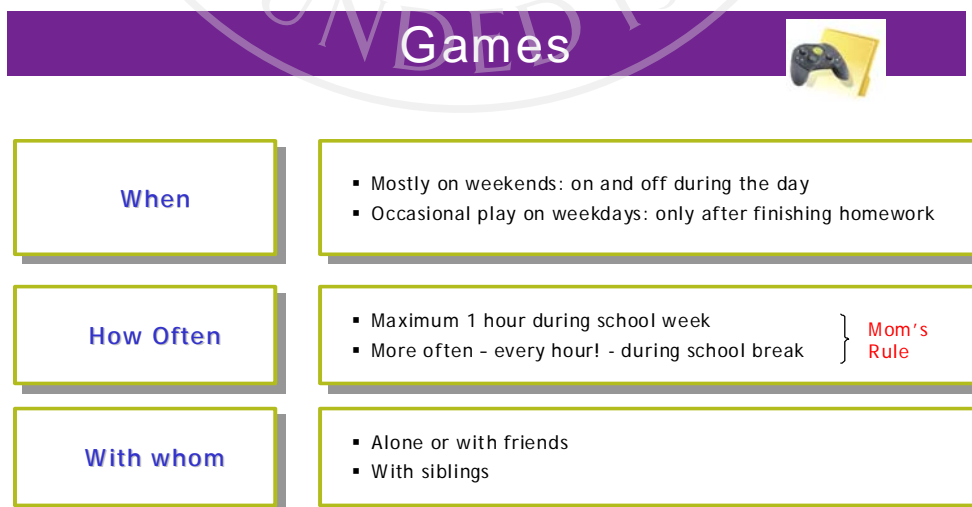 UNDED 1
Games
When
▪ Mostly on weekends: on and off during the day
▪ Occasional play on weekdays: only after finishing homework
How Often
▪ Maximum 1 hour during school week
▪ More often – every hour! - during school break
Mom's
Rule
With whom
▪ Alone or with friends
▪ With siblings